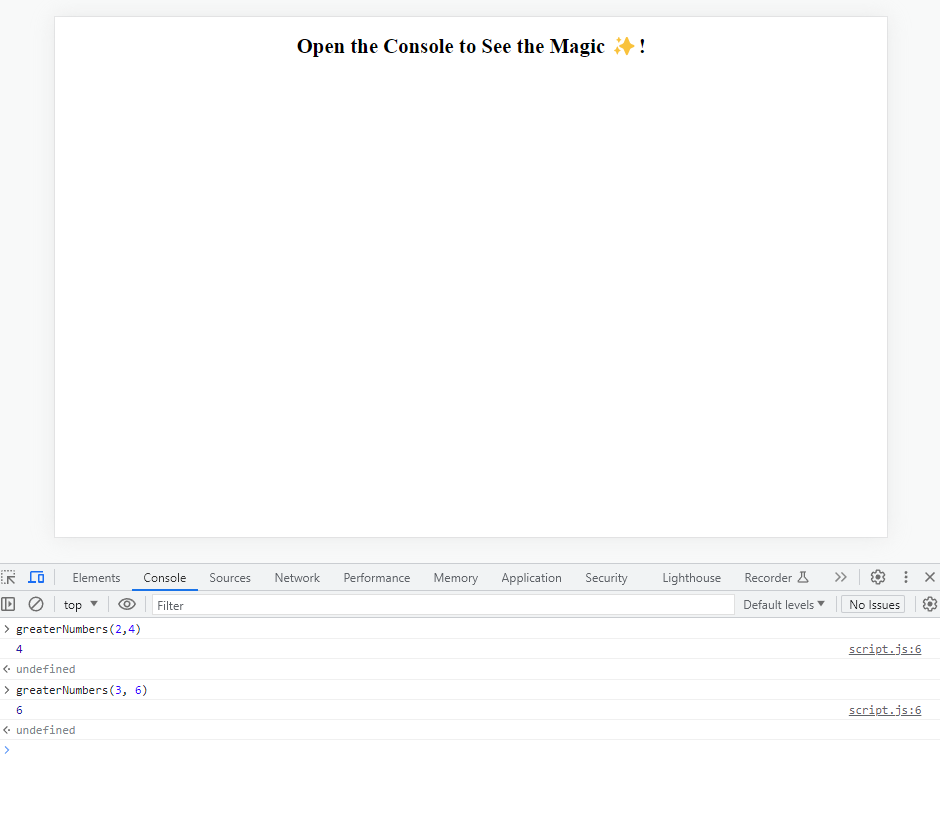 Open the Console to See the Magic ✨ !
Elements Console Sources Network Performance Memory Application Security Lighthouse Recorder
top Filter Default levels No Issues
greaterNumbers(2,4)
4 script.js:6
undefined
greaterNumbers(3, 6)
6 script.js:6
undefined